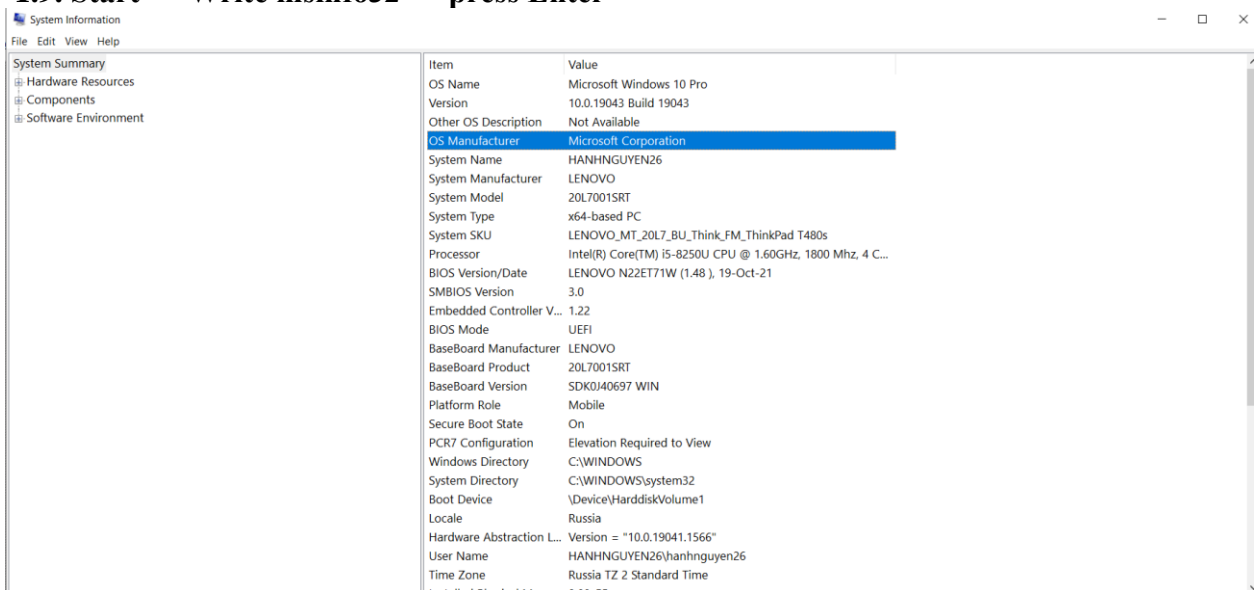 System Information
File Edit View Help
System Summary
Hardware Resources
Components
Software Environment
Item Value
OS Name Microsoft Windows 10 Pro
Version 10.0.19043 Build 19043
Other OS Description Not Available
OS Manufacturer Microsoft Corporation
System Name HANHNGUYEN26
System Manufacturer LENOVO
System Model 20L7001SRT
System Type x64-based PC
System SKU LENOVO_MT_20L7_BU_Think_FM_ThinkPad T480s
Processor Intel(R) Core(TM) i5-8250U CPU @ 1.60GHz, 1800 Mhz, 4 C...
BIOS Version/Date LENOVO N22ET71W (1.48 ), 19-Oct-21
SMBIOS Version 3.0
Embedded Controller V... 1.22
BIOS Mode UEFI
BaseBoard Manufacturer LENOVO
BaseBoard Product 20L7001SRT
BaseBoard Version SDK0J40697 WIN
Platform Role Mobile
Secure Boot State On
PCR7 Configuration Elevation Required to View
Windows Directory C:\WINDOWS
System Directory C:\WINDOWS\system32
Boot Device \Device\HarddiskVolume1
Locale Russia
Hardware Abstraction L... Version = "10.0.19041.1566"
User Name HANHNGUYEN26\hanhnguyen26
Time Zone Russia TZ 2 Standard Time